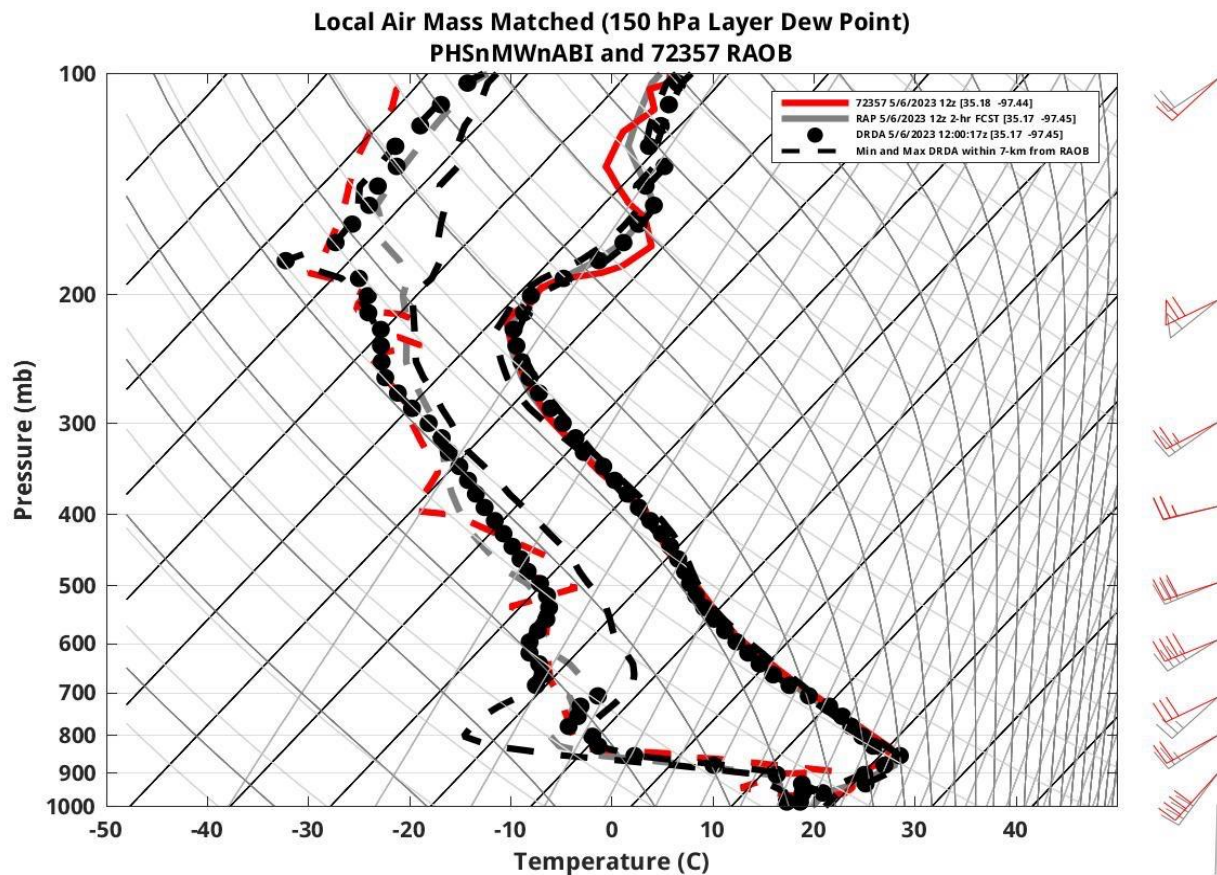 Local Air Mass Matched (150 hPa Layer Dew Point)
PHSnMWnABI and 72357 RAOB
72357 5/6/2023 12z [35.18 -97.44]
RAP 5/6/2023 12z 2-hr FCST [35.17 -97.45]
DRDA 5/6/2023 12:00:17z [35.17 -97.45]
Min and Max DRDA within 7-km from RAOB
Pressure (mb)
100
200
300
400
500
600
700
800
900
1000
-50 -40 -30 -20 -10 0 10 20 30 40
Temperature (C)